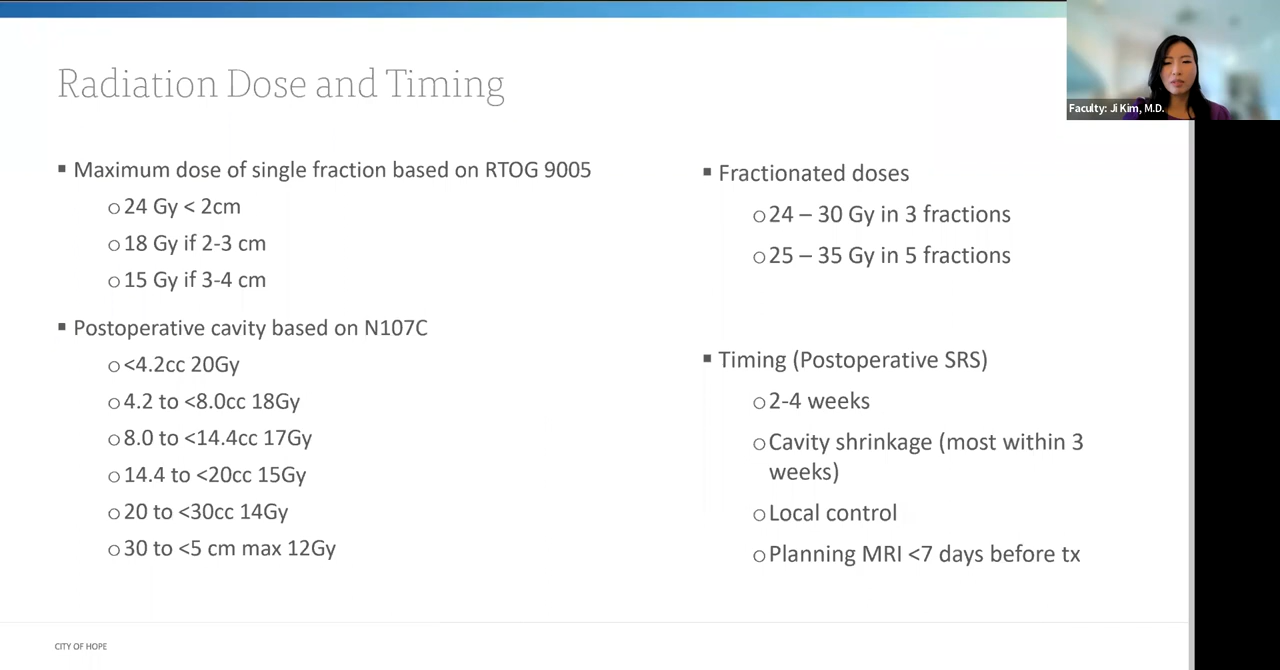 Radiation Dose and Timing
Faculty: Ji Kim, M.D.
▪ Maximum dose of single fraction based on RTOG 9005
o 24 Gy < 2cm
o 18 Gy if 2-3 cm
o 15 Gy if 3-4 cm
▪ Postoperative cavity based on N107C
o <4.2cc 20Gy
o 4.2 to <8.0cc 18Gy
o 8.0 to <14.4cc 17Gy
o 14.4 to <20cc 15Gy
o 20 to <30cc 14Gy
o 30 to <5 cm max 12Gy
▪ Fractionated doses
o 24 – 30 Gy in 3 fractions
o 25 – 35 Gy in 5 fractions
▪ Timing (Postoperative SRS)
o 2-4 weeks
o Cavity shrinkage (most within 3
weeks)
o Local control
o Planning MRI <7 days before tx
CITY OF HOPE